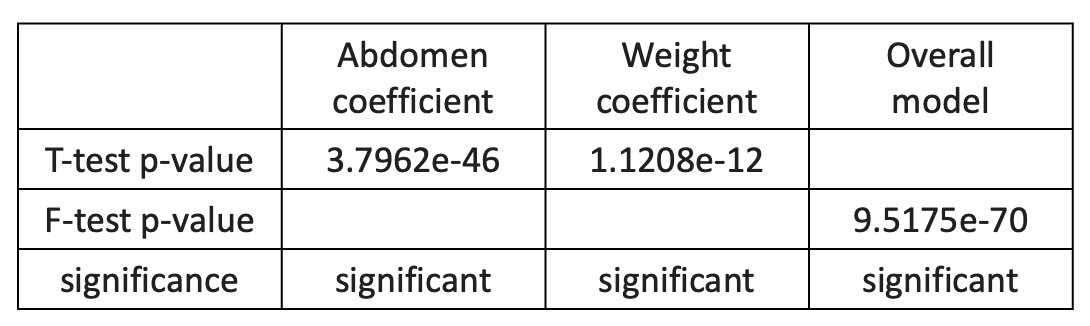 Abdomen coefficient Weight coefficient Overall model
T-test p-value 3.7962e-46 1.1208e-12
F-test p-value 9.5175e-70
significance significant significant significant